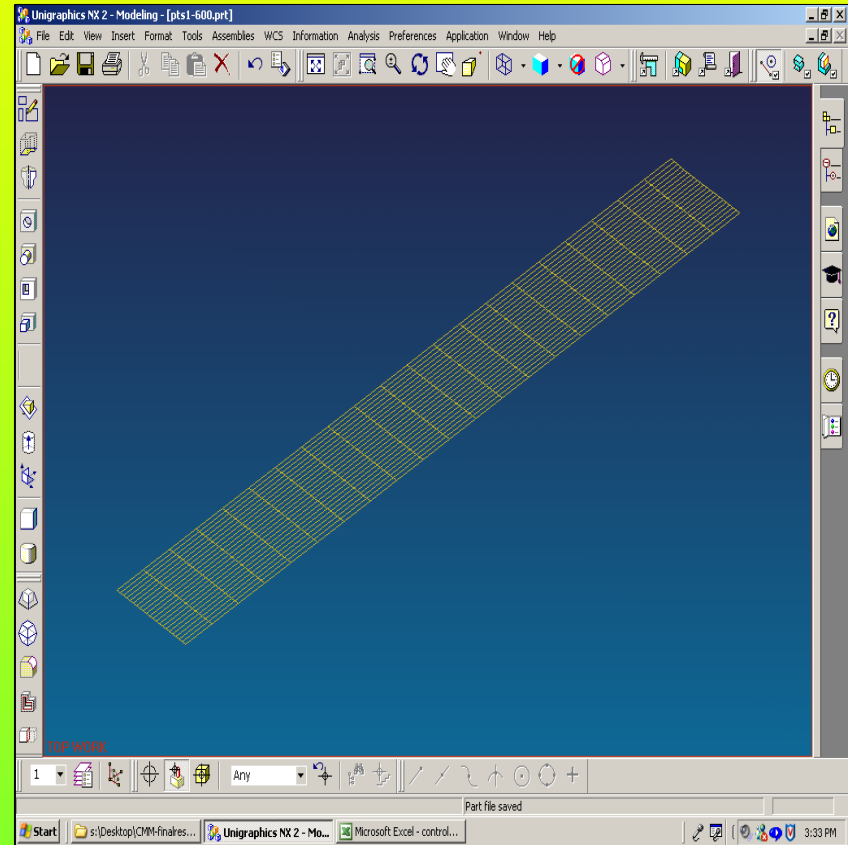 Unigraphics NX 2 - Modeling - [pts1-600.prt]
File Edit View Insert Format Tools Assemblies WCS Information Analysis Preferences Application Window Help
TOP WORK
1 Any
Part file saved
Start s:\Desktop\CMM-finalres... Unigraphics NX 2 - Mo... Microsoft Excel - control... 3:33 PM